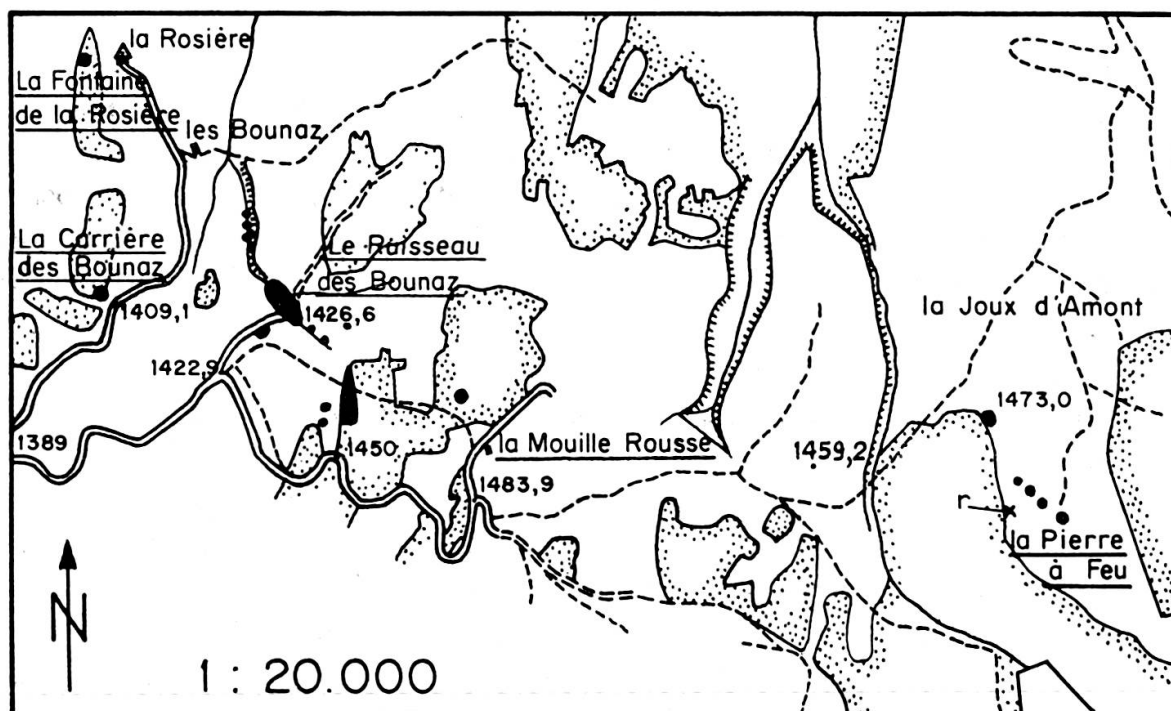 la Rosière
La Fontaine
de la Rosière
les Bounaz
La Carrière
des Bounaz
Le Ruisseau
des Bounaz
1409,1
1426,6
la Joux d'Amont
1422,9
1473,0
1389
1450
la Mouille Rousse
1459,2
1483,9
r
la Pierre
à Feu
N
1 : 20.000